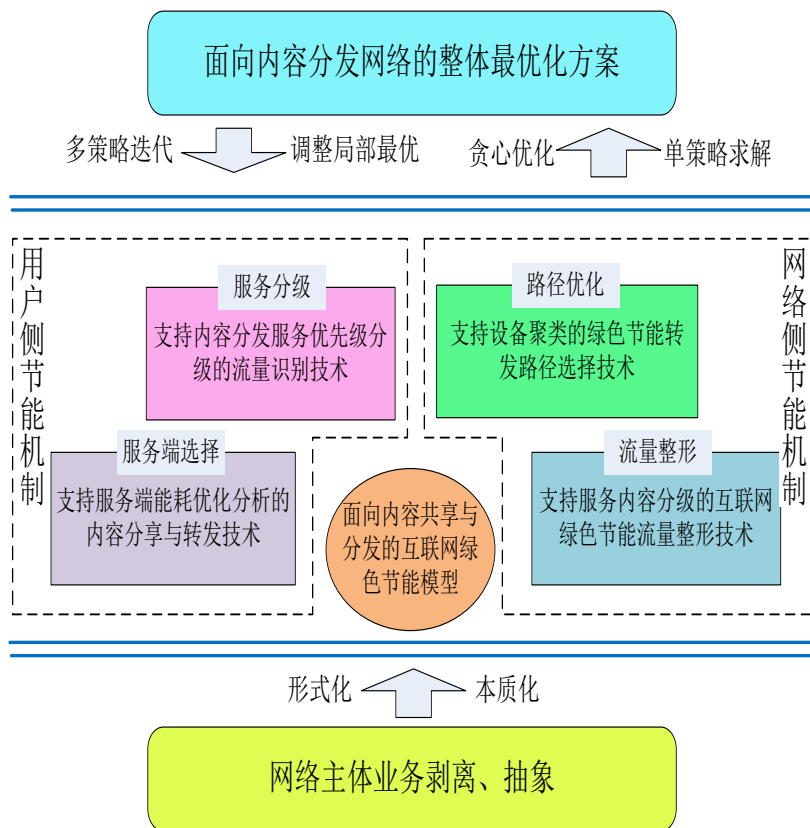 面向内容分发网络的整体最优化方案
多策略迭代
调整局部最优
贪心优化
单策略求解
用户侧节能机制
服务分级
支持内容分发服务优先级分
级的流量识别技术
路径优化
支持设备聚类的绿色节能转
发路径选择技术
网络侧节能机制
服务端选择
支持服务端能耗优化分析的
内容分享与转发技术
面向内容共享与
分发的互联网绿
色节能模型
流量整形
支持服务内容分级的互联网
绿色节能流量整形技术
形式化
本质化
网络主体业务剥离、抽象